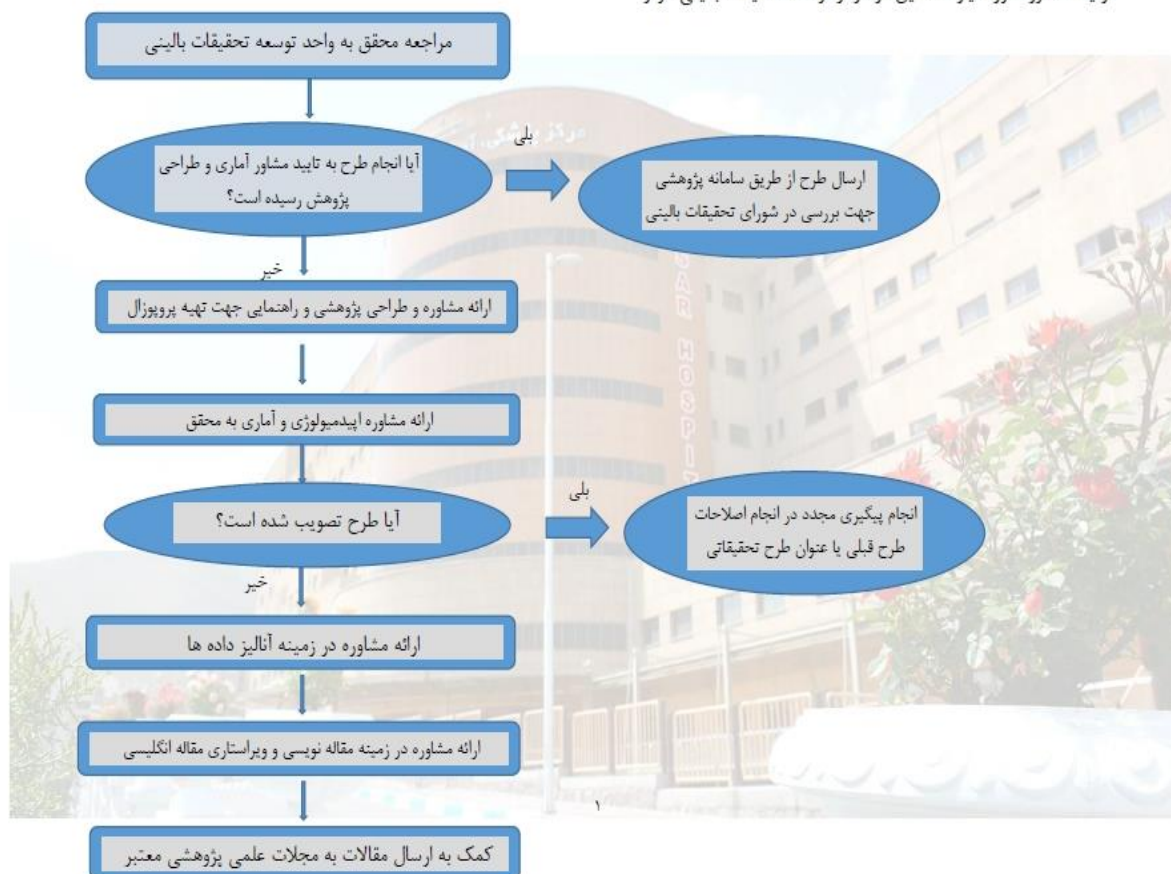 مراجعه محقق به واحد توسعه تحقیقات بالینی
آیا انجام طرح به تایید مشاور آماری و طراحی
پژوهش رسیده است؟
بلی
ارسال طرح از طریق سامانه پژوهشی
جهت بررسی در شورای تحقیقات بالینی
خیر
ارائه مشاوره و طراحی پژوهشی و راهنمایی جهت تهیه پروپوزال
ارائه مشاوره اپیدمیولوژی و آماری به محقق
آیا طرح تصویب شده است؟
بلی
انجام پیگیری مجدد در انجام اصلاحات
طرح قبلی یا عنوان طرح تحقیقاتی
خیر
ارائه مشاوره در زمینه آنالیز داده ها
ارائه مشاوره در زمینه مقاله نویسی و ویراستاری مقاله انگلیسی
۱
کمک به ارسال مقالات به مجلات علمی پژوهشی معتبر
مرکز پزشکی،